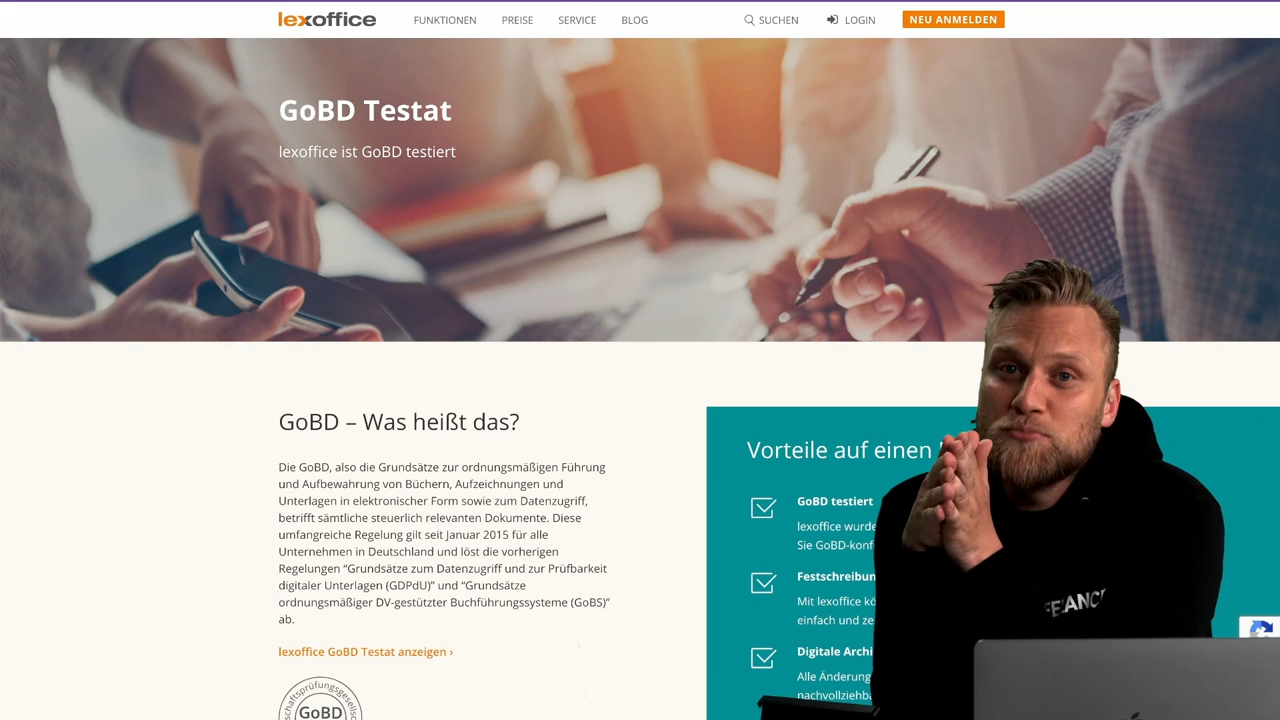 lexoffice FUNKTIONEN PREISE SERVICE BLOG SUCHEN LOGIN NEU ANMELDEN
GoBD Testat
lexoffice ist GoBD testiert
GoBD – Was heißt das?
Die GoBD, also die Grundsätze zur ordnungsmäßigen Führung
und Aufbewahrung von Büchern, Aufzeichnungen und
Unterlagen in elektronischer Form sowie zum Datenzugriff,
betrifft sämtliche steuerlich relevanten Dokumente. Diese
umfangreiche Regelung gilt seit Januar 2015 für alle
Unternehmen in Deutschland und löst die vorherigen
Regelungen “Grundsätze zum Datenzugriff und zur Prüfbarkeit
digitaler Unterlagen (GDPdU)” und “Grundsätze
ordnungsmäßiger DV-gestützter Buchführungssysteme (GoBS)”
ab.
lexoffice GoBD Testat anzeigen ›
GoBD
Vorteile auf einen
GoBD testiert
lexoffice wurde
Sie GoBD-konf
Festschreibun
Mit lexoffice kö
einfach und ze
Digitale Archi
Alle Änderung
nachvollziehba